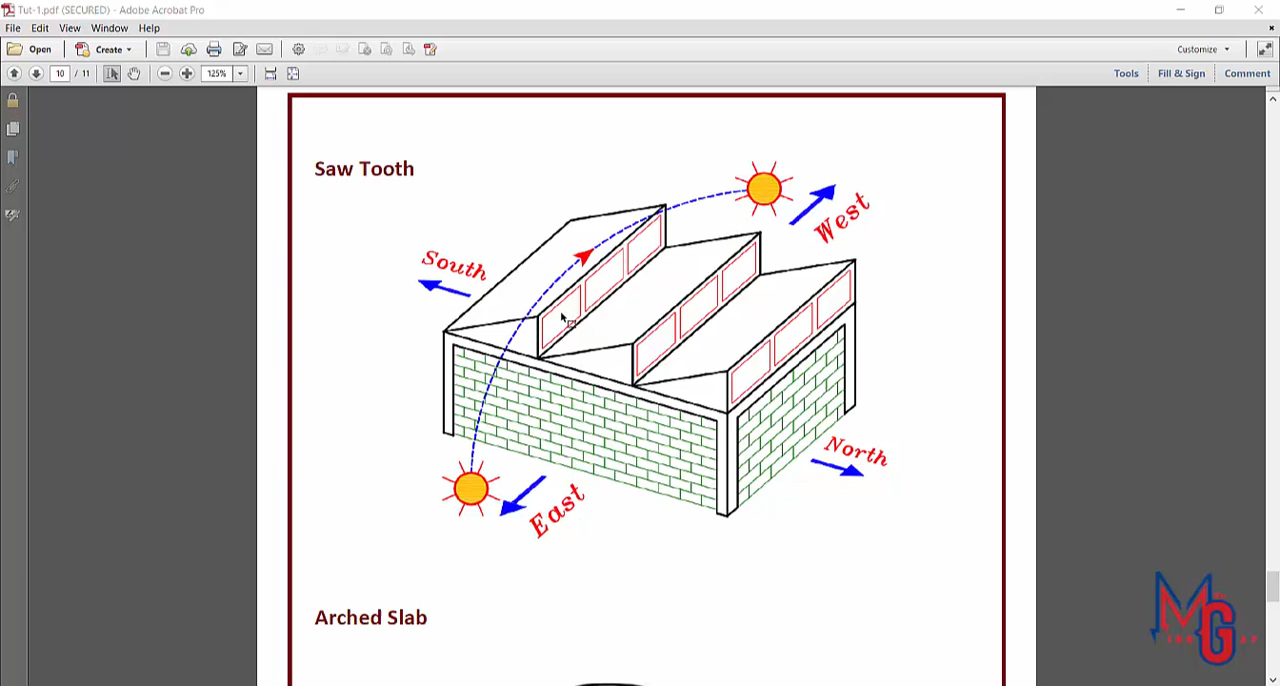 Tut-1.pdf (SECURED) - Adobe Acrobat Pro
File Edit View Window Help
Open Create Customize
10 / 11 125% Tools Fill & Sign Comment
Saw Tooth
West
South
North
East
Arched Slab
MG